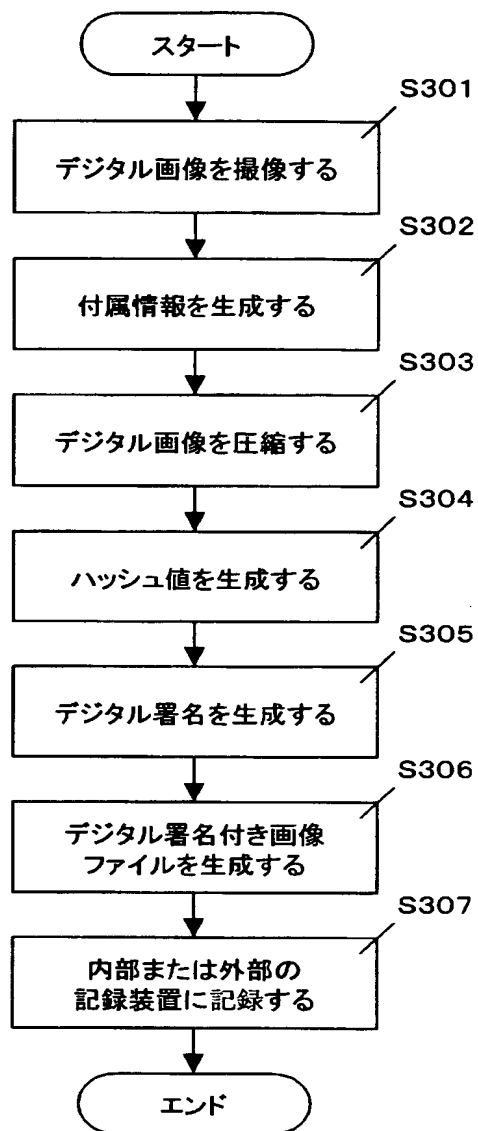 スタート
S301
デジタル画像を撮像する
S302
付属情報を生成する
S303
デジタル画像を圧縮する
S304
ハッシュ値を生成する
S305
デジタル署名を生成する
S306
デジタル署名付き画像
ファイルを生成する
S307
内部または外部の
記録装置に記録する
エンド